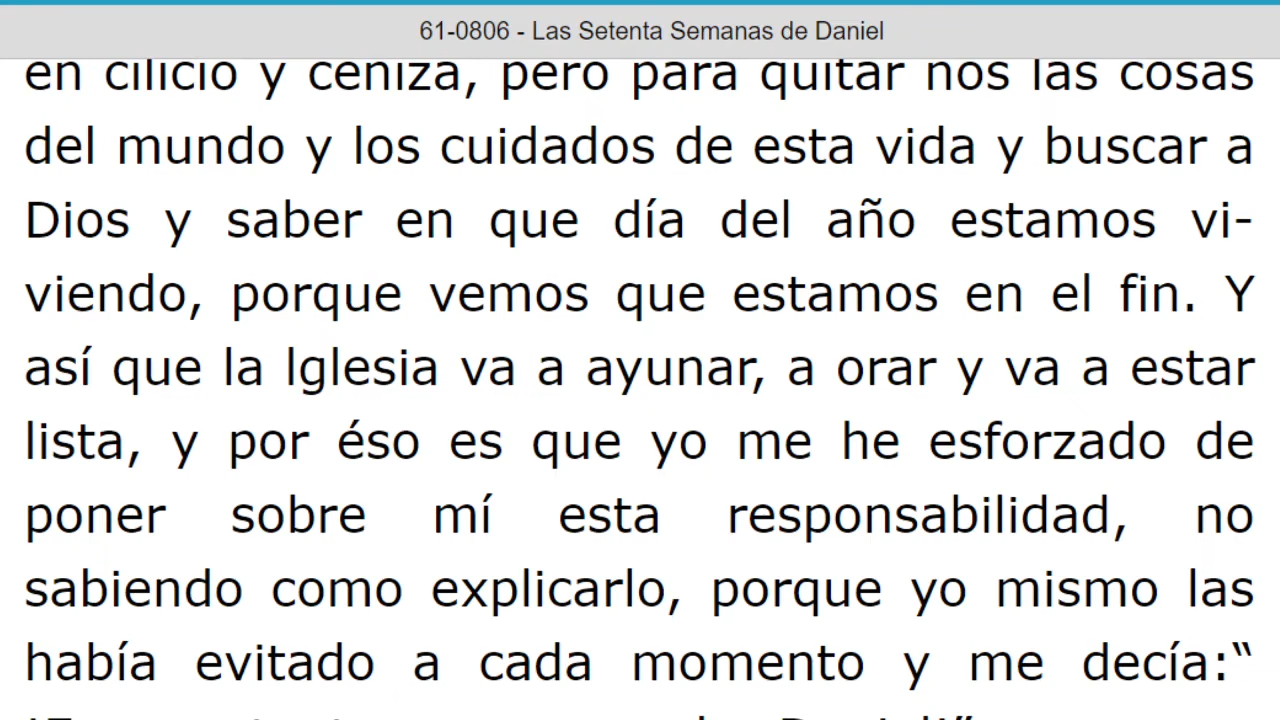 61-0806 - Las Setenta Semanas de Daniel
en cilicio y ceniza, pero para quitar nos las cosas
del mundo y los cuidados de esta vida y buscar a
Dios y saber en que día del año estamos vi-
viendo, porque vemos que estamos en el fin. Y
así que la lglesia va a ayunar, a orar y va a estar
lista, y por éso es que yo me he esforzado de
poner sobre mí esta responsabilidad, no
sabiendo como explicarlo, porque yo mismo las
había evitado a cada momento y me decía:“